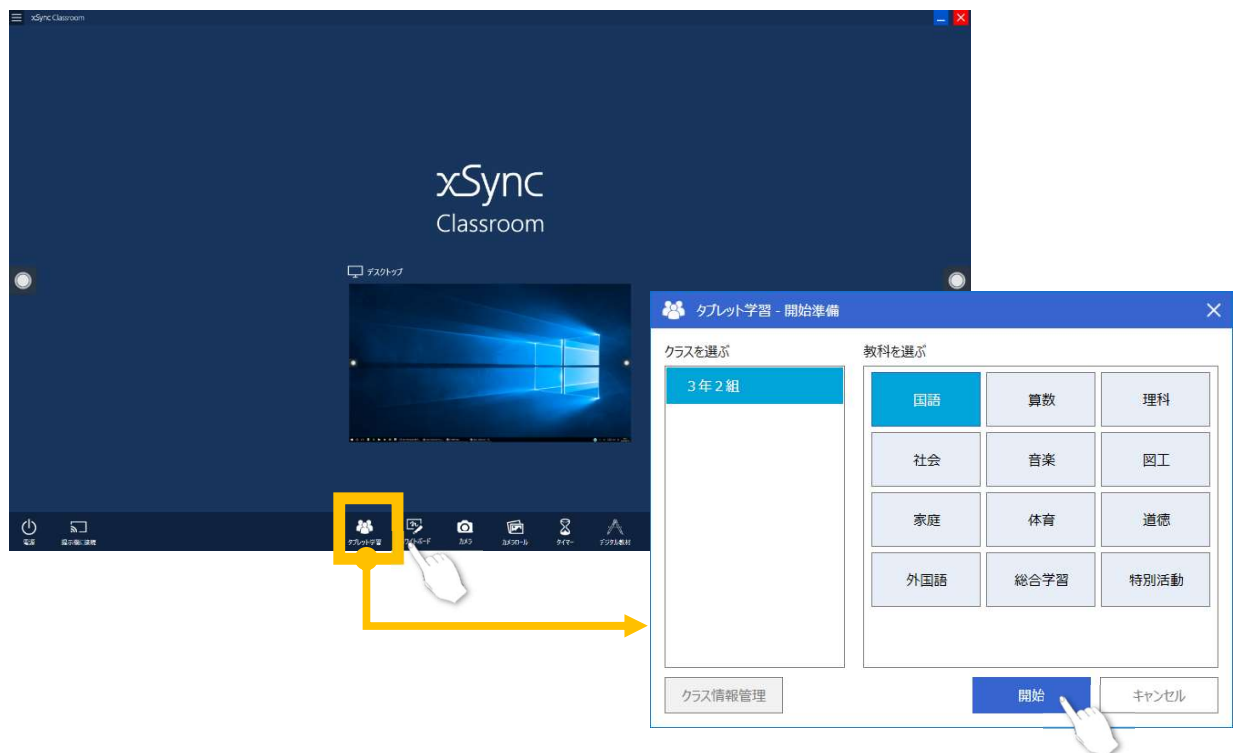 xSync Classroom
xSync
Classroom
デスクトップ
電源
タブレット学習
カメラ
カメラロール
タイマー
デジタル教材
タブレット学習 - 開始準備
クラスを選ぶ
教科を選ぶ
3年2組
国語
算数
理科
社会
音楽
図工
家庭
体育
道徳
外国語
総合学習
特別活動
クラス情報管理
開始
キャンセル